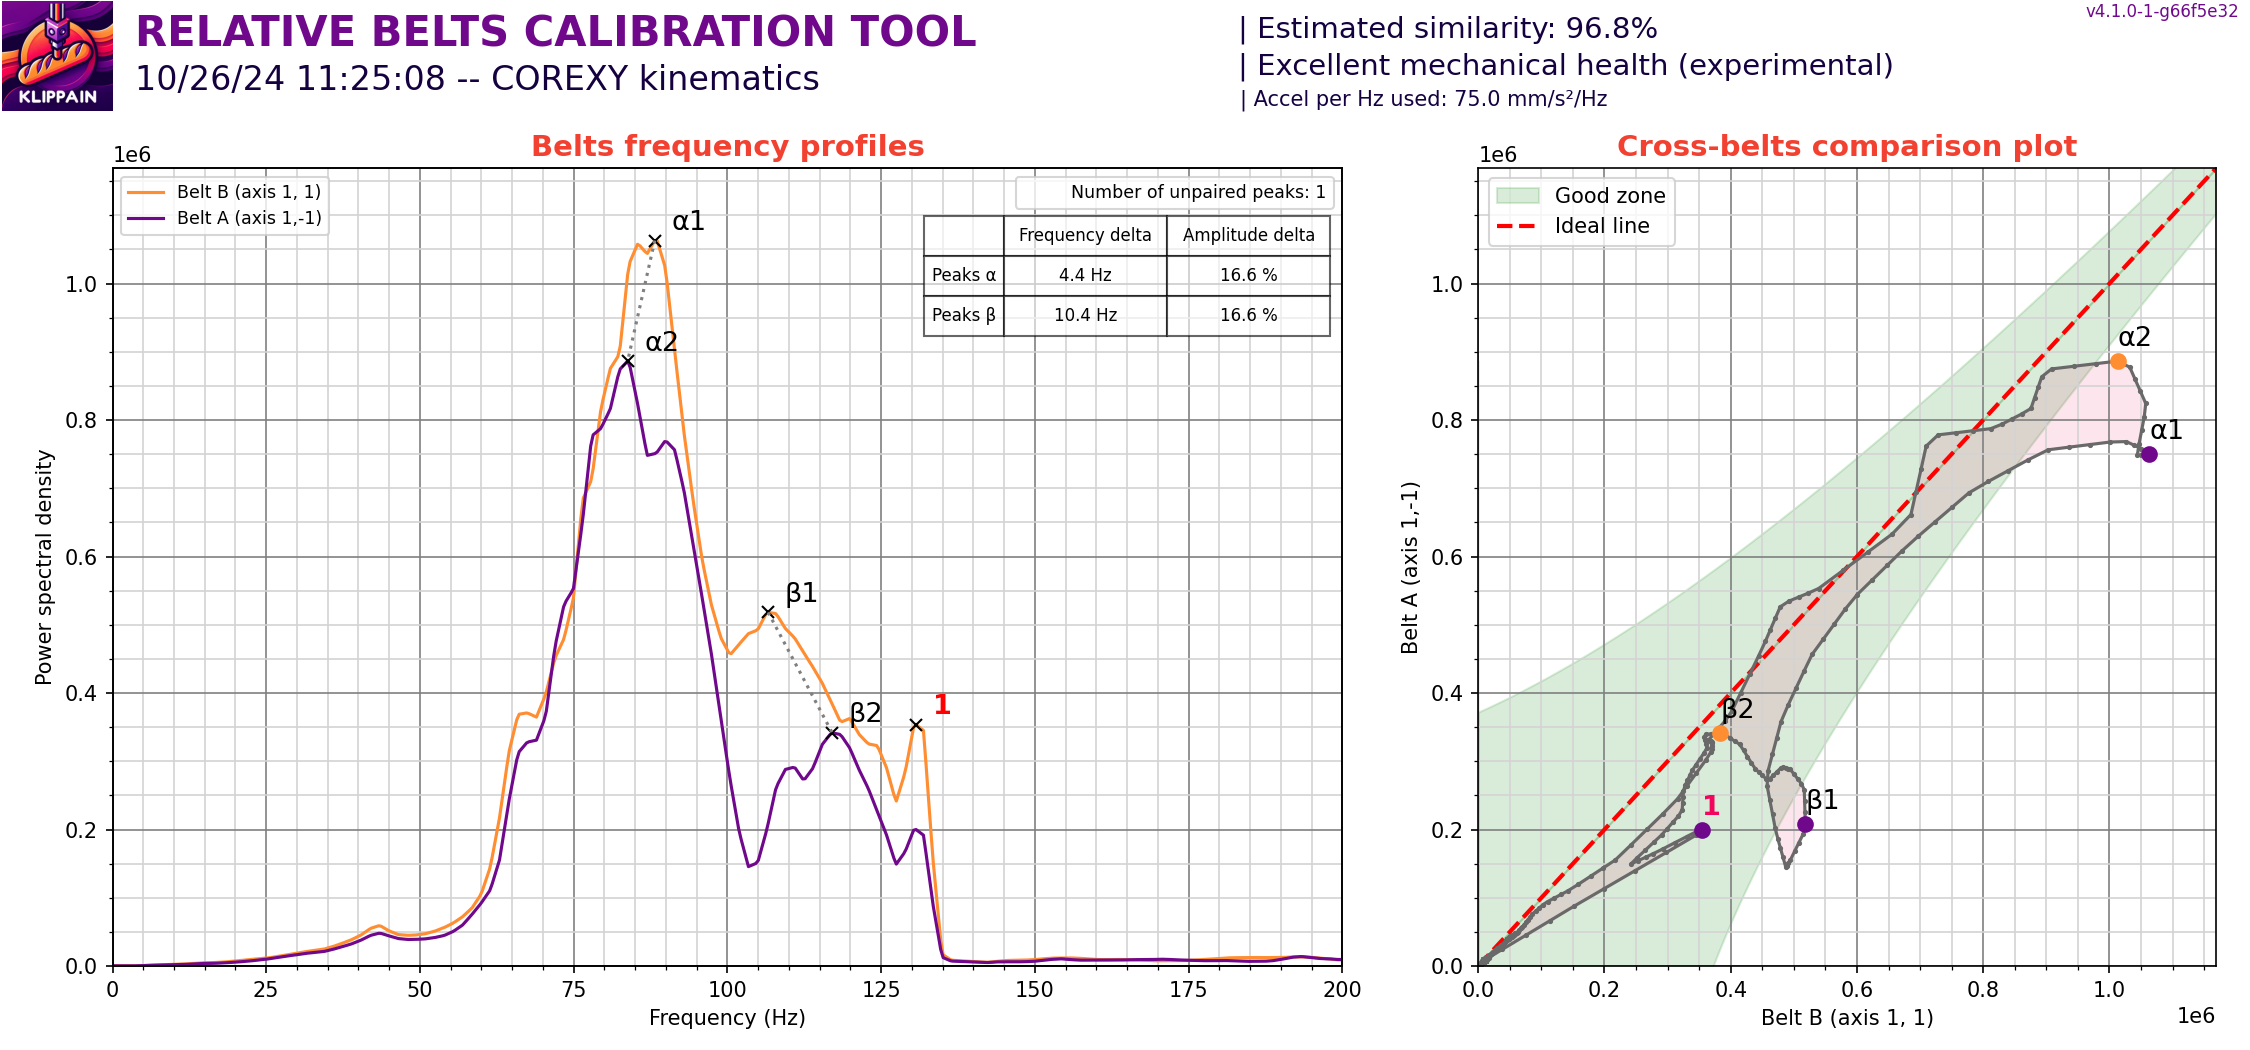 KLIPPAIN
RELATIVE BELTS CALIBRATION TOOL
10/26/24 11:25:08 -- COREXY kinematics
| Estimated similarity: 96.8%
| Excellent mechanical health (experimental)
| Accel per Hz used: 75.0 mm/s²/Hz
v4.1.0-1-g66f5e32
Belts frequency profiles
1e6
Belt B (axis 1, 1)
Belt A (axis 1,-1)
Number of unpaired peaks: 1
Frequency delta Amplitude delta
Peaks α 4.4 Hz 16.6 %
Peaks β 10.4 Hz 16.6 %
α1
α2
β1
β2
1
Power spectral density
1.0
0.8
0.6
0.4
0.2
0.0
0 25 50 75 100 125 150 175 200
Frequency (Hz)
Cross-belts comparison plot
1e6
Good zone
Ideal line
α2
α1
β2
β1
1
Belt A (axis 1,-1)
1.0
0.8
0.6
0.4
0.2
0.0
0.0 0.2 0.4 0.6 0.8 1.0
Belt B (axis 1, 1)
1e6